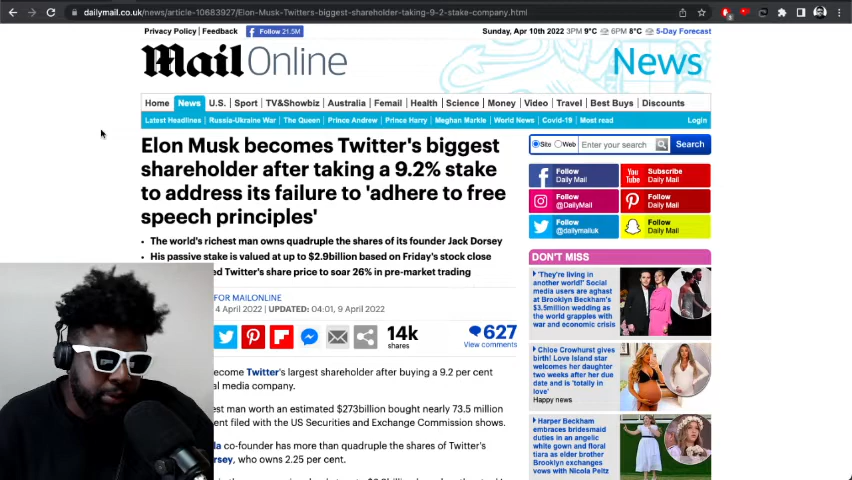 dailymail.co.uk/news/article-10683927/Elon-Musk-Twitters-biggest-shareholder-taking-9-2-stake-company.html
Privacy Policy | Feedback
Follow 21.5M
Sunday, Apr 10th 2022 3PM 9°C 6PM 8°C 5-Day Forecast
Mail Online
News
Home News U.S. Sport TV&Showbiz Australia Femail Health Science Money Video Travel Best Buys Discounts
Latest Headlines Russia-Ukraine War The Queen Prince Andrew Prince Harry Meghan Markle World News Covid-19 Most read Login
Elon Musk becomes Twitter's biggest
shareholder after taking a 9.2% stake
to address its failure to 'adhere to free
speech principles'
• The world's richest man owns quadruple the shares of its founder Jack Dorsey
• His passive stake is valued at up to $2.9billion based on Friday's stock close
ed Twitter's share price to soar 26% in pre-market trading
FOR MAILONLINE
4 April 2022 | UPDATED: 04:01, 9 April 2022
14k
shares
627
View comments
ecome Twitter's largest shareholder after buying a 9.2 per cent
al media company.
st man worth an estimated $273billion bought nearly 73.5 million
ent filed with the US Securities and Exchange Commission shows.
la co-founder has more than quadruple the shares of Twitter's
rsey, who owns 2.25 per cent.
Site Web Enter your search Search
Follow
Daily Mail
Subscribe
Daily Mail
Follow
@DailyMail
Follow
Daily Mail
Follow
@dailymailuk
Follow
Daily Mail
DON'T MISS
'They're living in
another world!' Social
media users are aghast
at Brooklyn Beckham's
$3.5million wedding as
the world grapples with
war and economic crisis
Chloe Crowhurst gives
birth! Love Island star
welcomes her daughter
two weeks after her due
date and is 'totally in
love'
Happy news
Harper Beckham
embraces bridesmaid
duties in an angelic
white gown and floral
tiara as elder brother
Brooklyn exchanges
vows with Nicola Peltz